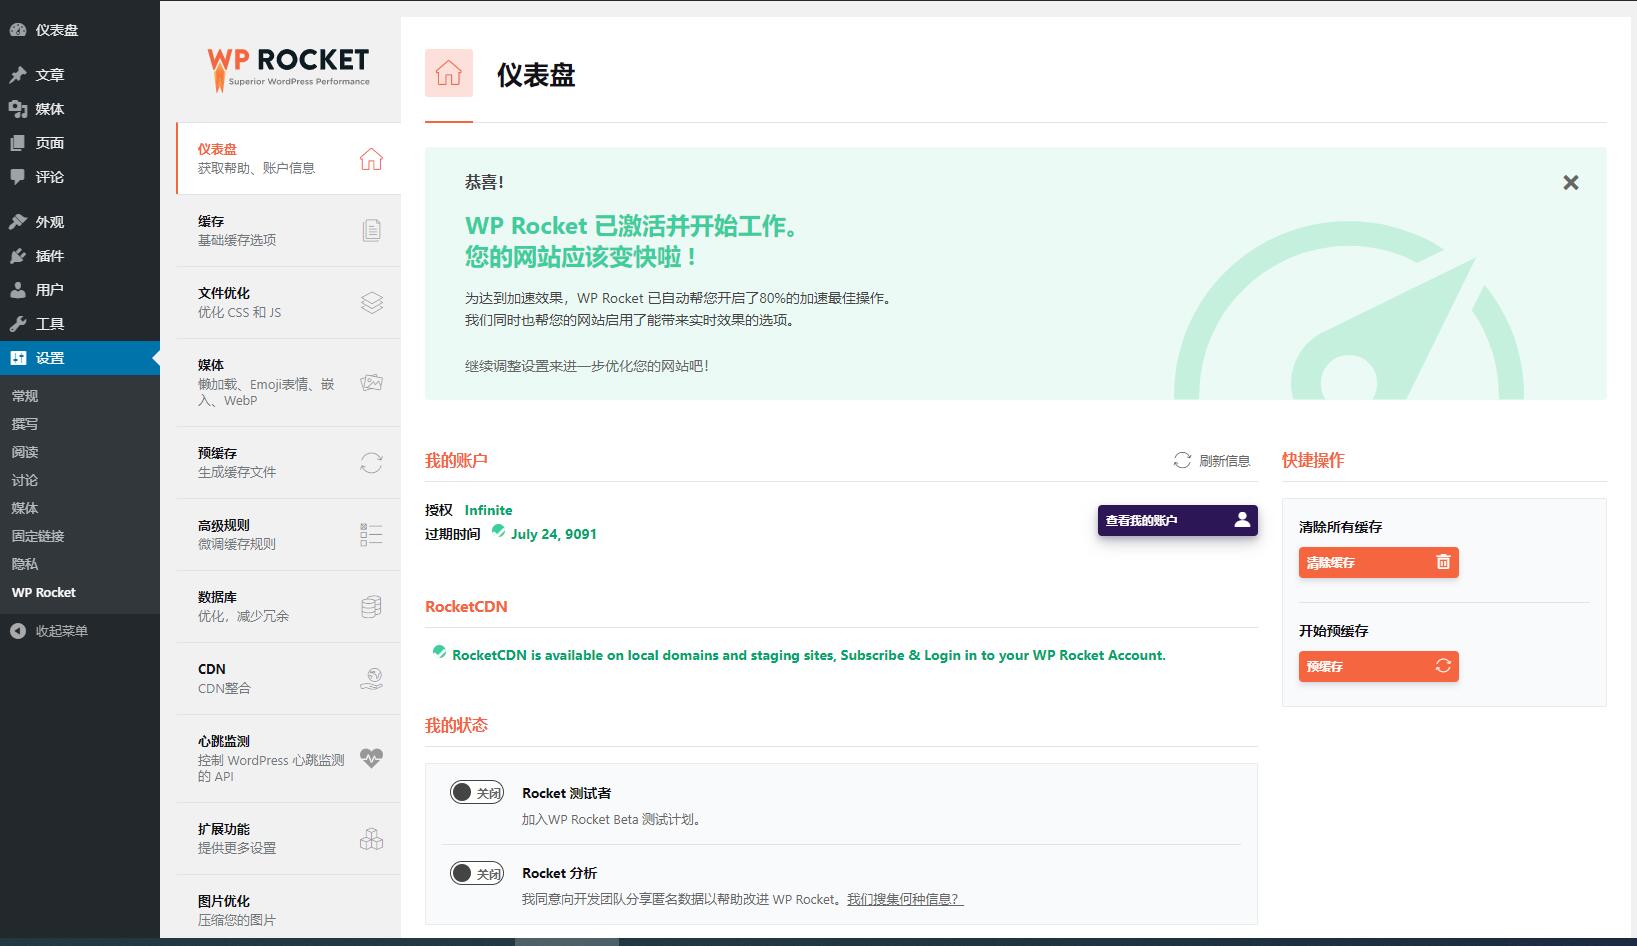 仪表盘
文章
媒体
页面
评论
外观
插件
用户
工具
设置
常规
撰写
阅读
讨论
媒体
固定链接
隐私
WP Rocket
收起菜单
WP ROCKET
Superior WordPress Performance
仪表盘
获取帮助、账户信息
缓存
基础缓存选项
文件优化
优化 CSS 和 JS
媒体
懒加载、Emoji表情、嵌
入、WebP
预缓存
生成缓存文件
高级规则
微调缓存规则
数据库
优化，减少冗余
CDN
CDN整合
心跳监测
控制 WordPress 心跳监测
的 API
扩展功能
提供更多设置
图片优化
压缩您的图片
仪表盘
恭喜！
WP Rocket 已激活并开始工作。
您的网站应该变快啦！
为达到加速效果，WP Rocket 已自动帮您开启了80%的加速最佳操作。
我们同时也帮您的网站启用了能带来实时效果的选项。
继续调整设置来进一步优化您的网站吧！
我的账户
刷新信息
授权 Infinite
过期时间 July 24, 9091
查看我的账户
RocketCDN
RocketCDN is available on local domains and staging sites, Subscribe & Login in to your WP Rocket Account.
我的状态
关闭 Rocket 测试者
加入WP Rocket Beta 测试计划。
关闭 Rocket 分析
我同意向开发团队分享匿名数据以帮助改进 WP Rocket。我们搜集何种信息？
快捷操作
清除所有缓存
清除缓存
开始预缓存
预缓存